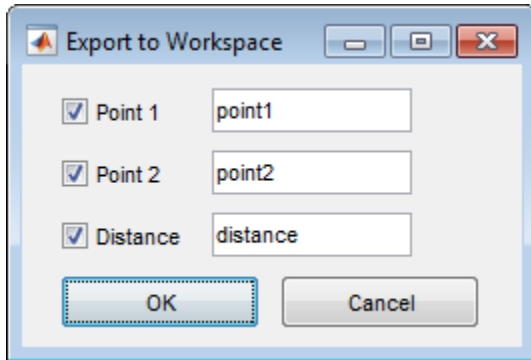 Export to Workspace
Point 1 point1
Point 2 point2
Distance distance
OK Cancel